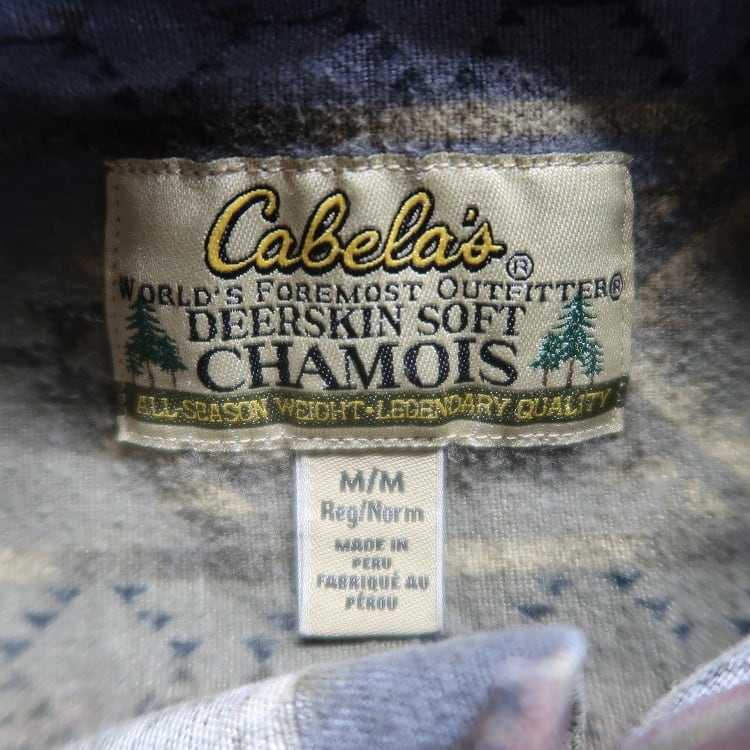 Cabela's®
WORLD'S FOREMOST OUTFITTER®
DEERSKIN SOFT
CHAMOIS
ALL-SEASON WEIGHT·LEGENDARY QUALITY
M/M
Reg/Norm
MADE IN
PERU
FABRIQUÉ AU
PÉROU